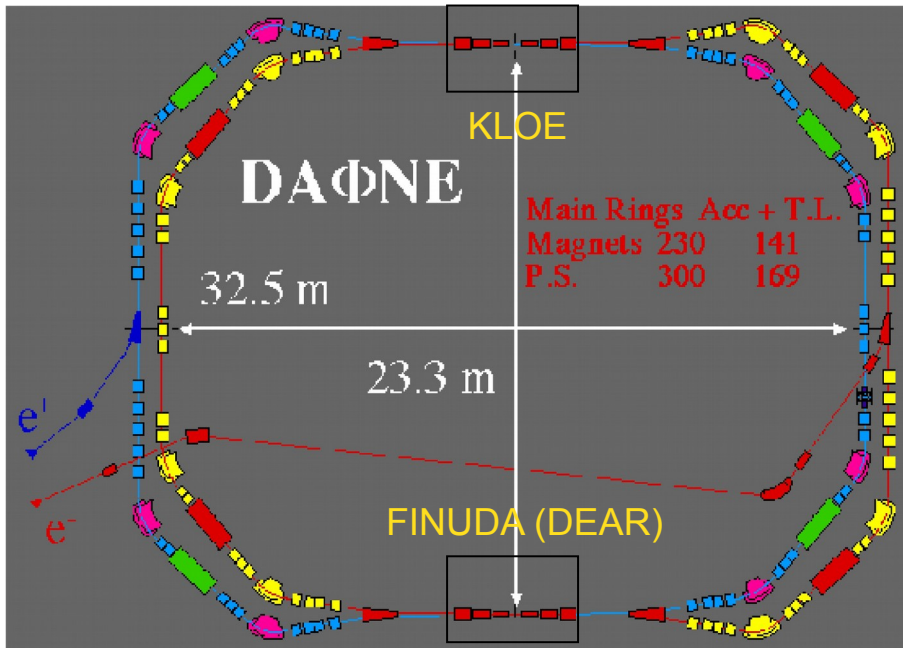 KLOE
DAΦNE
Main Rings Acc + T.L.
Magnets 230 141
P.S. 300 169
32.5 m
23.3 m
e⁺
e⁻
FINUDA (DEAR)